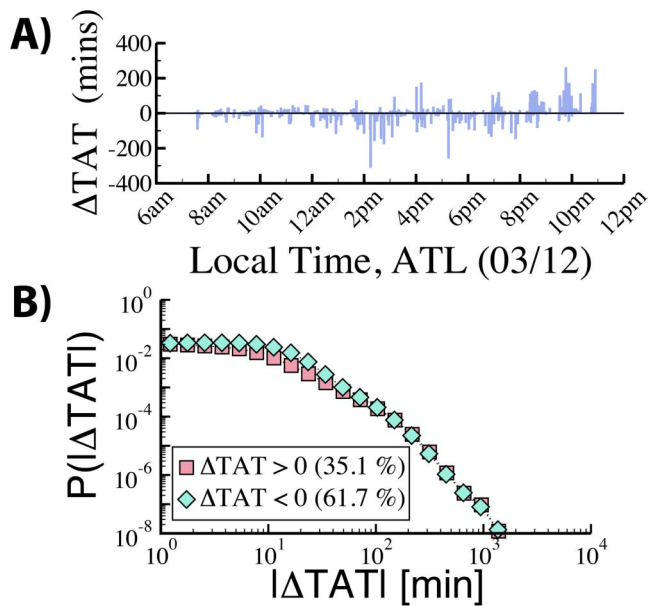 A)
ΔTAT (mins)
400
200
0
-200
-400
6am 8am 10am 12am 2pm 4pm 6pm 8pm 10pm 12pm
Local Time, ATL (03/12)
B)
P(|ΔTAT|)
10^0
10^-2
10^-4
10^-6
10^-8
ΔTAT > 0 (35.1 %)
ΔTAT < 0 (61.7 %)
10^0 10^1 10^2 10^3 10^4
|ΔTAT| [min]